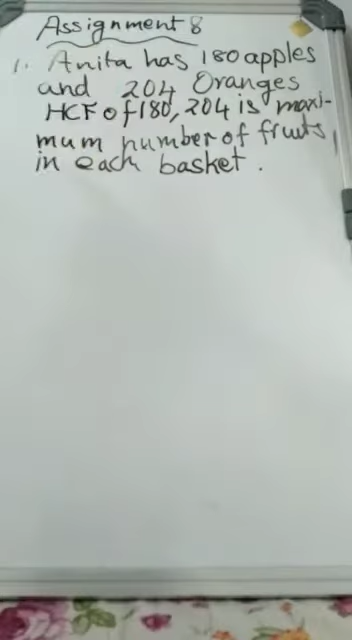 Assignment 8
1. Anita has 180 apples
and 204 Oranges
HCF of 180, 204 is maxi-
mum number of fruits
in each basket.